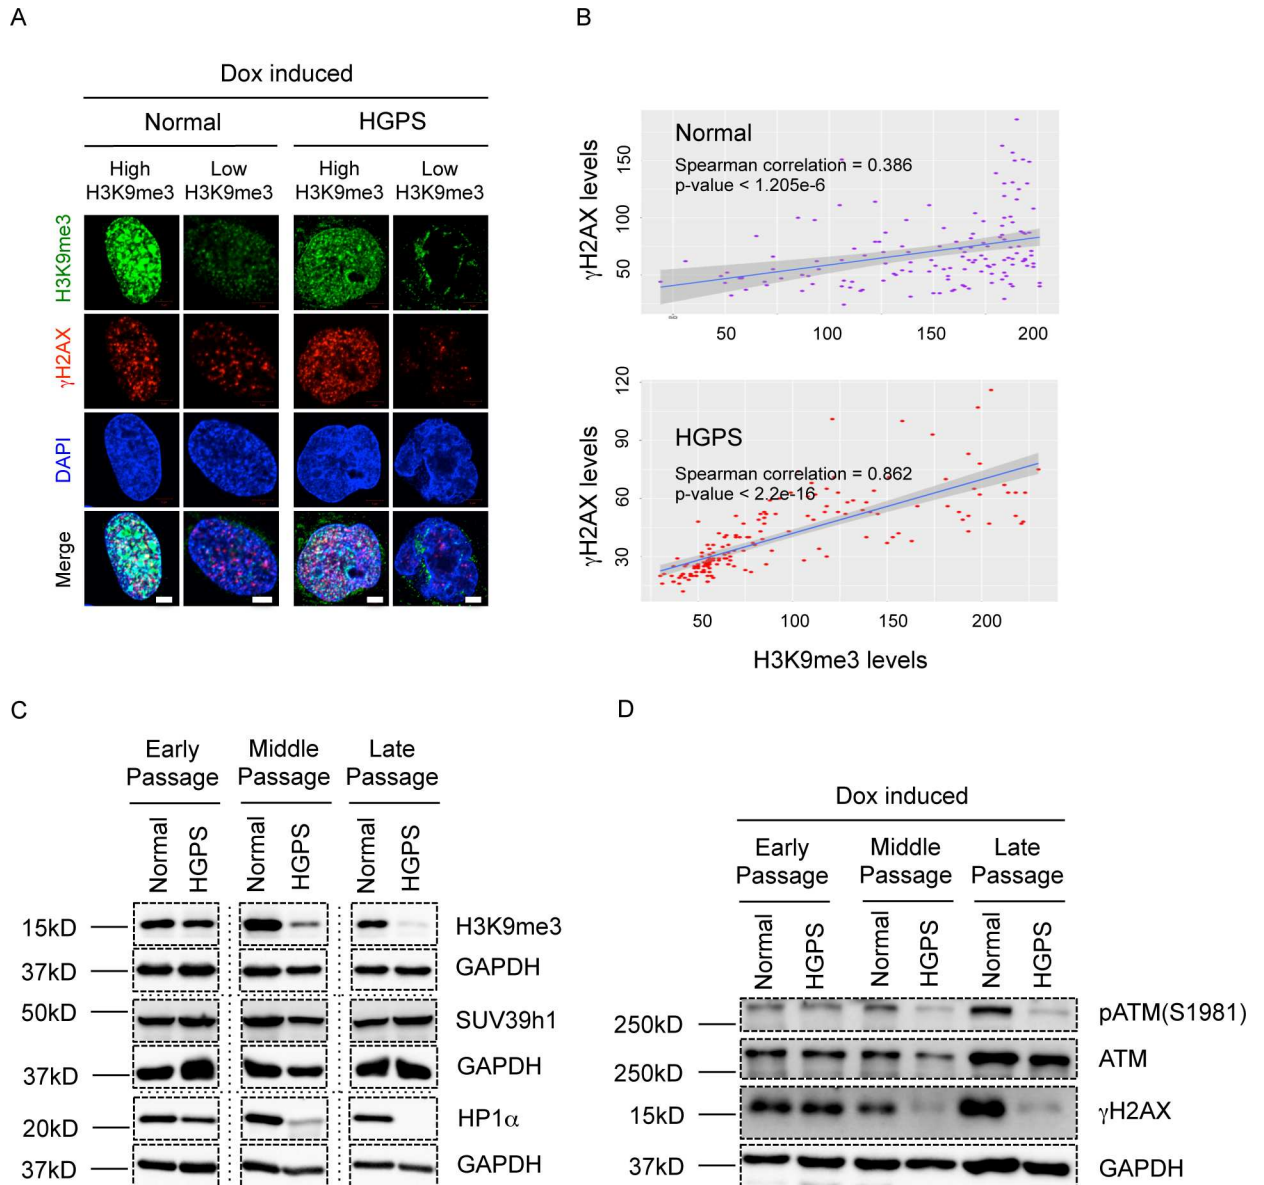 A
Dox induced
Normal
HGPS
High
H3K9me3
Low
H3K9me3
High
H3K9me3
Low
H3K9me3
H3K9me3
γH2AX
DAPI
Merge
B
γH2AX levels
150
100
50
Normal
Spearman correlation = 0.386
p-value < 1.205e-6
50
100
150
200
γH2AX levels
120
90
60
30
HGPS
Spearman correlation = 0.862
p-value < 2.2e-16
50
100
150
200
H3K9me3 levels
C
Early
Passage
Middle
Passage
Late
Passage
Normal
HGPS
Normal
HGPS
Normal
HGPS
15kD
H3K9me3
37kD
GAPDH
50kD
SUV39h1
37kD
GAPDH
20kD
HP1α
37kD
GAPDH
D
Dox induced
Early
Passage
Middle
Passage
Late
Passage
Normal
HGPS
Normal
HGPS
Normal
HGPS
250kD
pATM(S1981)
250kD
ATM
15kD
γH2AX
37kD
GAPDH